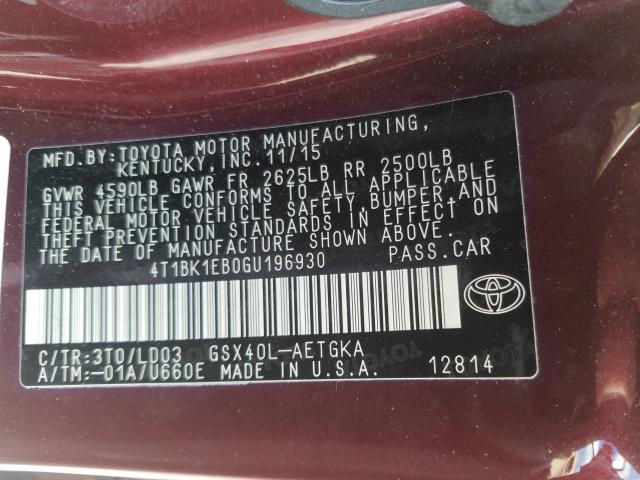 MFD.BY:TOYOTA MOTOR MANUFACTURING,
KENTUCKY, INC. 11/15
GVWR 4590LB GAWR FR 2625LB RR 2500LB
THIS VEHICLE CONFORMS TO ALL APPLICABLE
FEDERAL MOTOR VEHICLE SAFETY, BUMPER, AND
THEFT PREVENTION STANDARDS IN EFFECT ON
THE DATE OF MANUFACTURE SHOWN ABOVE.
4T1BK1EB0GU196930 PASS.CAR
C/TR:3T0/LD03 GSX40L-AETGKA
A/TM:-01A/U660E MADE IN U.S.A. 12814